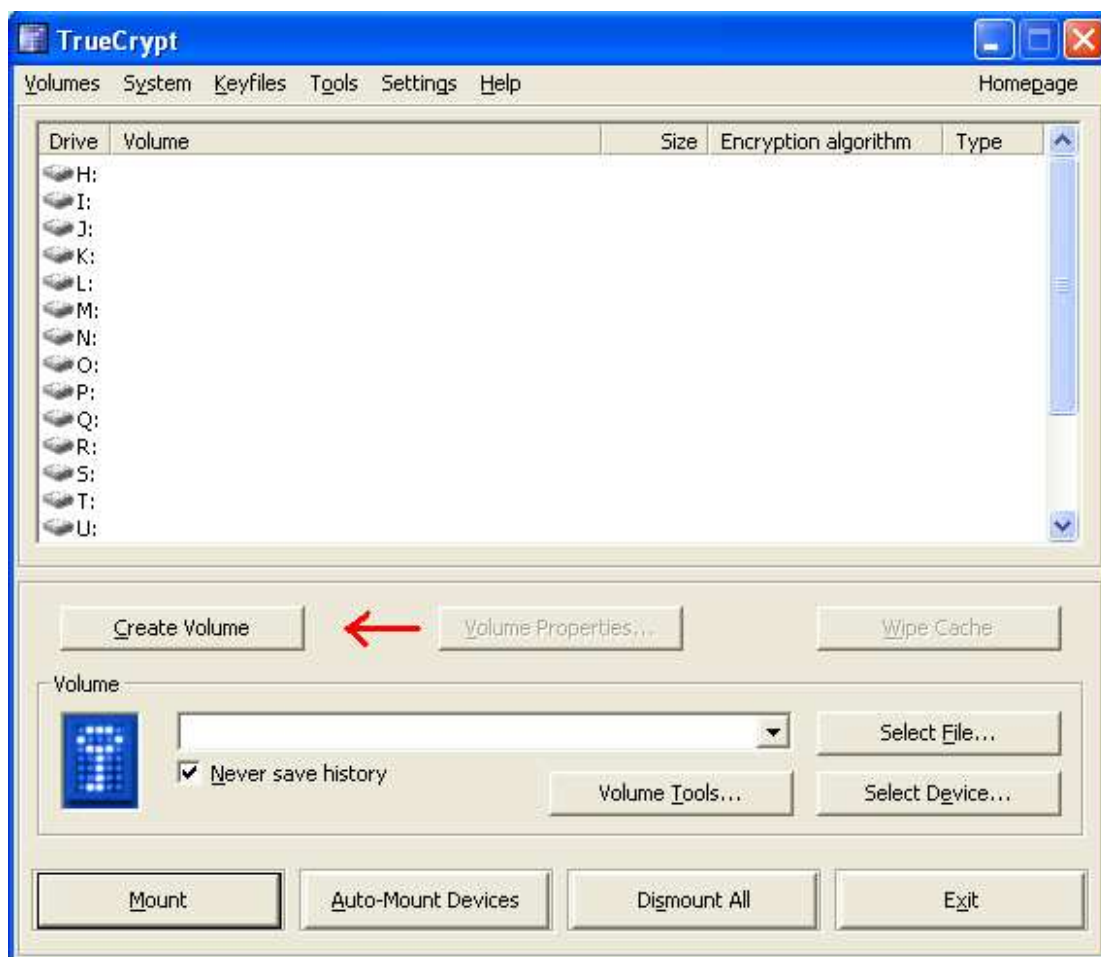 TrueCrypt
Volumes System Keyfiles Tools Settings Help Homepage
Drive Volume Size Encryption algorithm Type
H:
I:
J:
K:
L:
M:
N:
O:
P:
Q:
R:
S:
T:
U:
Create Volume Volume Properties... Wipe Cache
Volume
Select File...
Never save history
Volume Tools... Select Device...
Mount Auto-Mount Devices Dismount All Exit